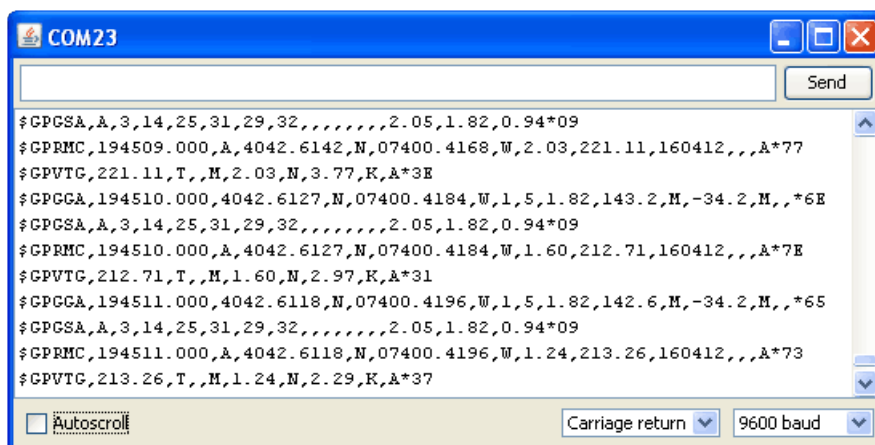 COM23
Send
$GPGSA,A,3,14,25,31,29,32,,,,,,,,2.05,1.82,0.94*09
$GPRMC,194509.000,A,4042.6142,N,07400.4168,W,2.03,221.11,160412,,,A*77
$GPVTG,221.11,T,,M,2.03,N,3.77,K,A*3E
$GPGGA,194510.000,4042.6127,N,07400.4184,W,1,5,1.82,143.2,M,-34.2,M,,*6E
$GPGSA,A,3,14,25,31,29,32,,,,,,,,2.05,1.82,0.94*09
$GPRMC,194510.000,A,4042.6127,N,07400.4184,W,1.60,212.71,160412,,,A*7E
$GPVTG,212.71,T,,M,1.60,N,2.97,K,A*31
$GPGGA,194511.000,4042.6118,N,07400.4196,W,1,5,1.82,142.6,M,-34.2,M,,*65
$GPGSA,A,3,14,25,31,29,32,,,,,,,,2.05,1.82,0.94*09
$GPRMC,194511.000,A,4042.6118,N,07400.4196,W,1.24,213.26,160412,,,A*73
$GPVTG,213.26,T,,M,1.24,N,2.29,K,A*37
Autoscroll Carriage return 9600 baud